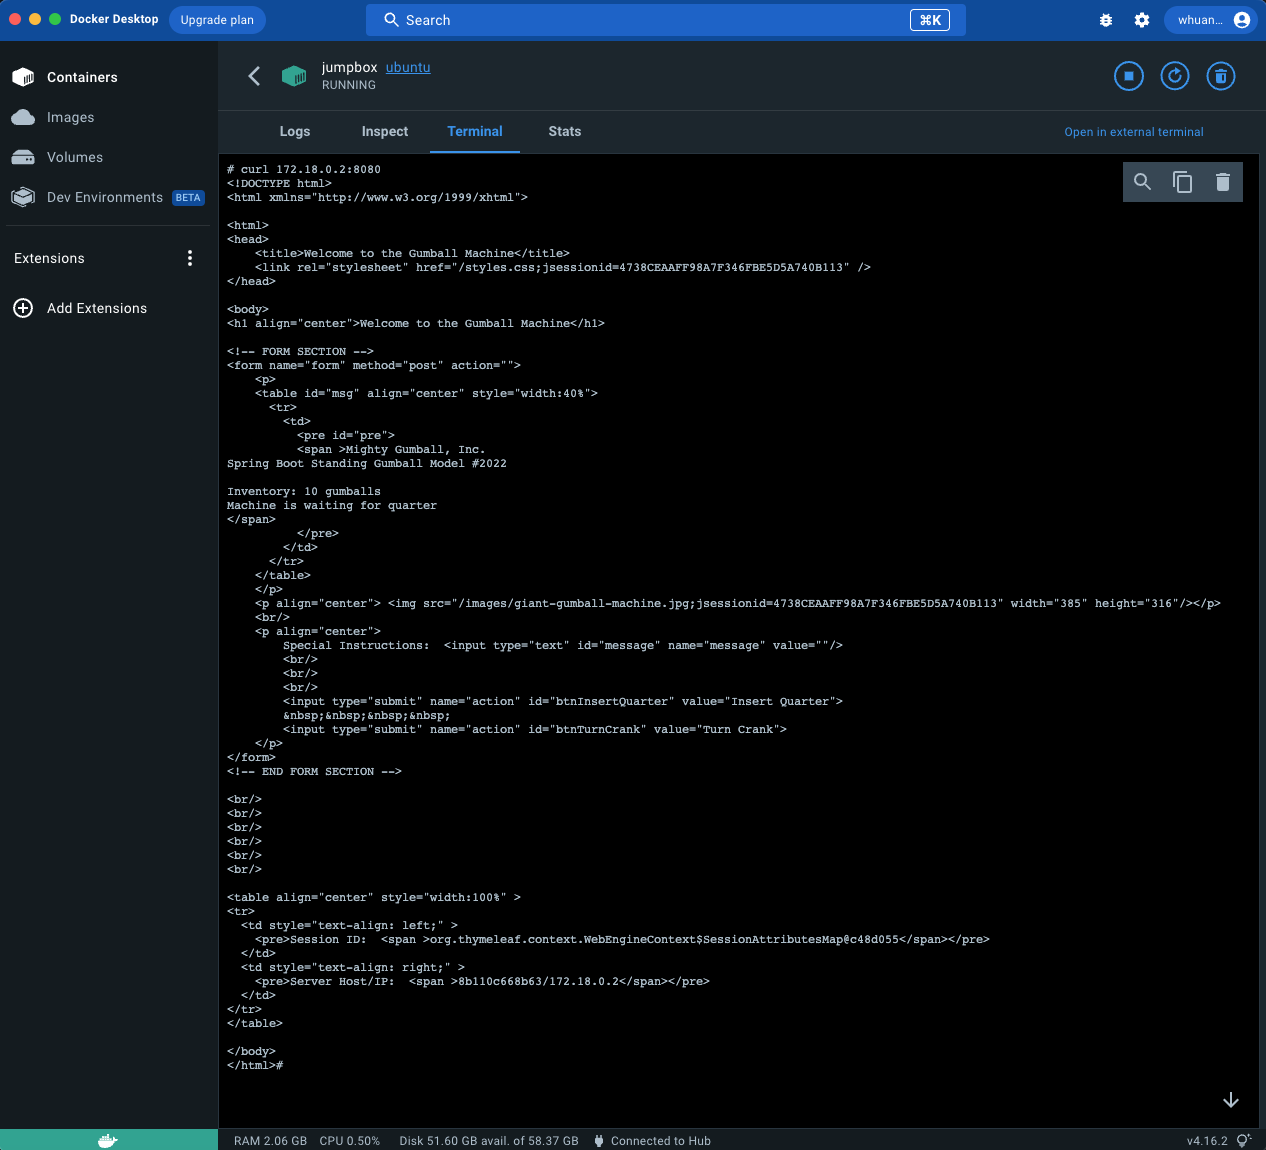 Docker Desktop
Upgrade plan
Search
⌘K
whuan...
Containers
Images
Volumes
Dev Environments BETA
Extensions
Add Extensions
jumpbox ubuntu
RUNNING
Logs Inspect Terminal Stats
Open in external terminal
# curl 172.18.0.2:8080
<!DOCTYPE html>
<html xmlns="http://www.w3.org/1999/xhtml">
<html>
<head>
<title>Welcome to the Gumball Machine</title>
<link rel="stylesheet" href="/styles.css;jsessionid=4738CEAAFF98A7F346FBE5D5A740B113" />
</head>
<body>
<h1 align="center">Welcome to the Gumball Machine</h1>
<!-- FORM SECTION -->
<form name="form" method="post" action="">
<p>
<table id="msg" align="center" style="width:40%">
<tr>
<td>
<pre id="pre">
<span >Mighty Gumball, Inc.
Spring Boot Standing Gumball Model #2022
Inventory: 10 gumballs
Machine is waiting for quarter
</span>
</pre>
</td>
</tr>
</table>
</p>
<p align="center"> <img src="/images/giant-gumball-machine.jpg;jsessionid=4738CEAAFF98A7F346FBE5D5A740B113" width="385" height="316"/></p>
<br/>
<p align="center">
Special Instructions:  <input type="text" id="message" name="message" value=""/>
<br/>
<br/>
<br/>
<input type="submit" name="action" id="btnInsertQuarter" value="Insert Quarter">
&nbsp;&nbsp;&nbsp;&nbsp;
<input type="submit" name="action" id="btnTurnCrank" value="Turn Crank">
</p>
</form>
<!-- END FORM SECTION -->
<br/>
<br/>
<br/>
<br/>
<br/>
<br/>
<table align="center" style="width:100%" >
<tr>
<td style="text-align: left;" >
<pre>Session ID:  <span >org.thymeleaf.context.WebEngineContext$SessionAttributesMap@c48d055</span></pre>
</td>
<td style="text-align: right;" >
<pre>Server Host/IP:  <span >8b110c668b63/172.18.0.2</span></pre>
</td>
</tr>
</table>
</body>
</html>#
RAM 2.06 GB CPU 0.50% Disk 51.60 GB avail. of 58.37 GB Connected to Hub
v4.16.2